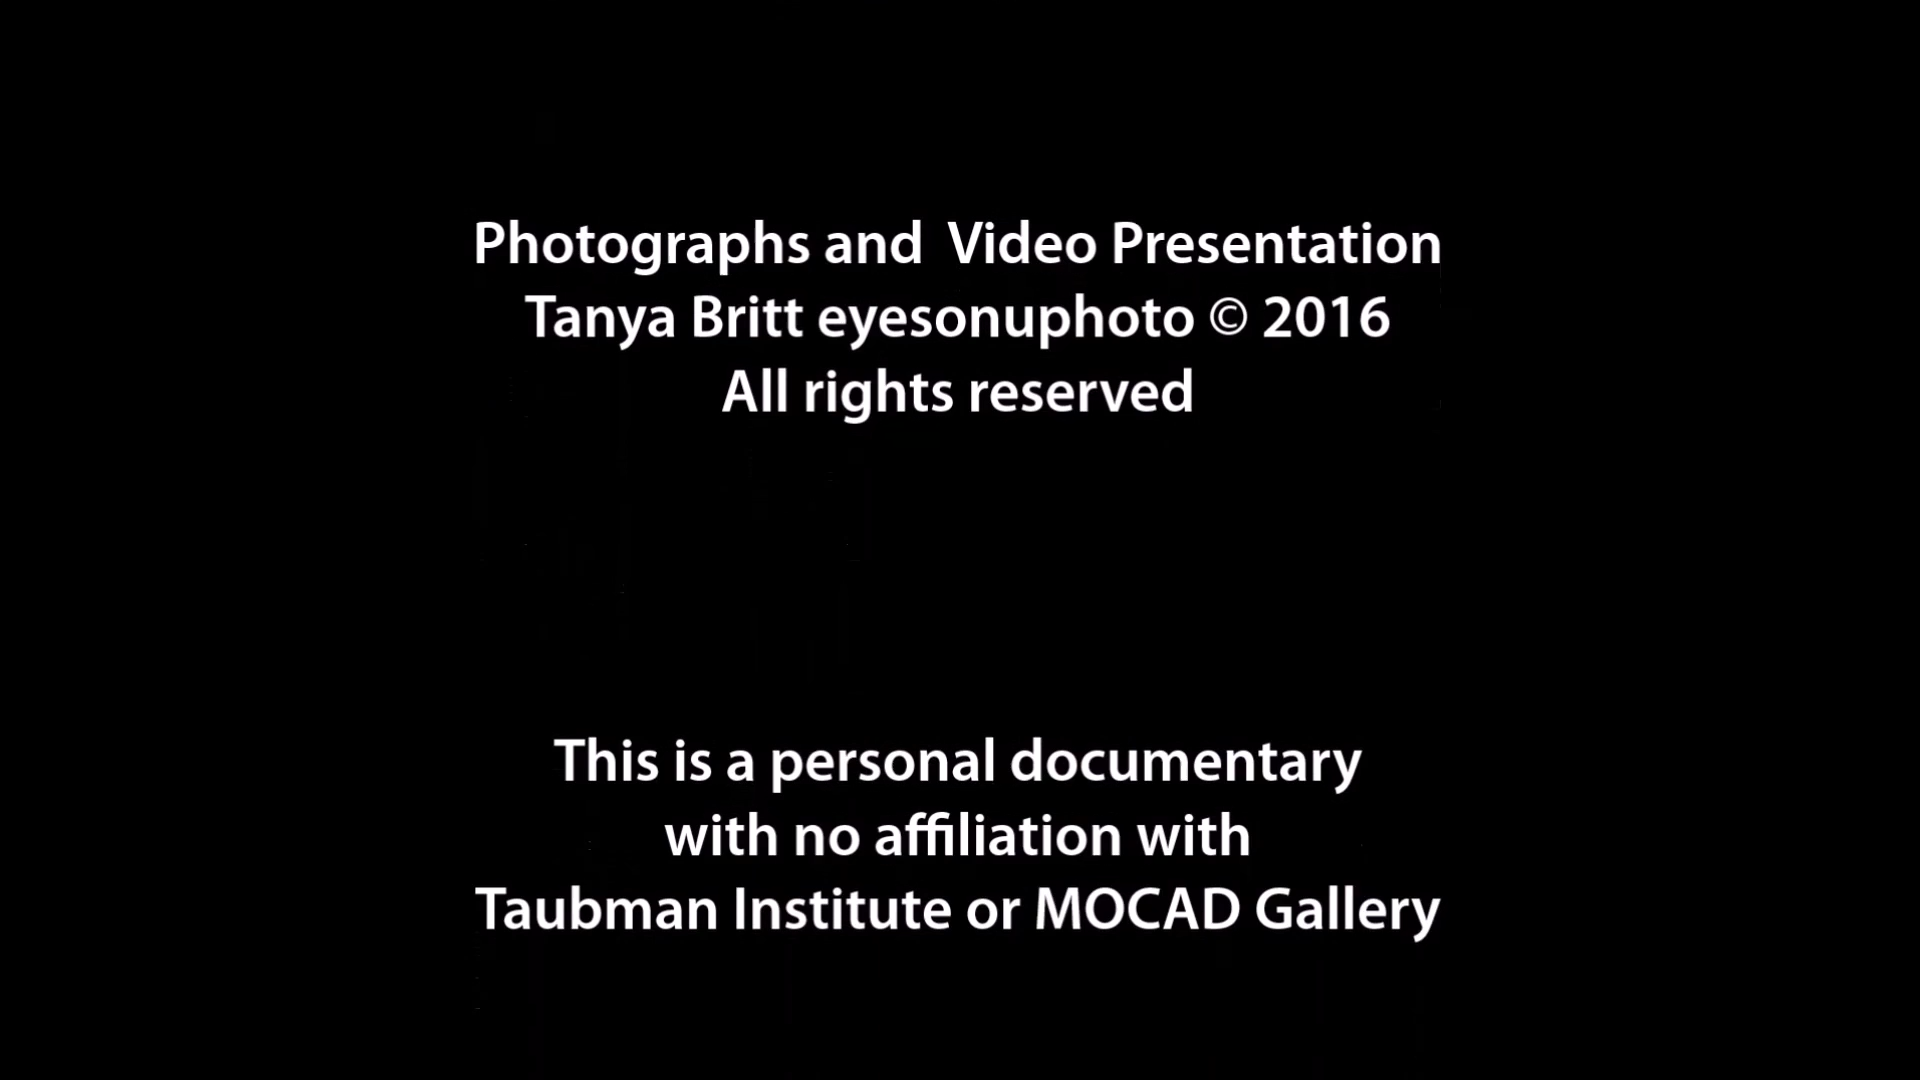 Photographs and  Video Presentation
Tanya Britt eyesonuphoto © 2016
All rights reserved
This is a personal documentary
with no affiliation with
Taubman Institute or MOCAD Gallery